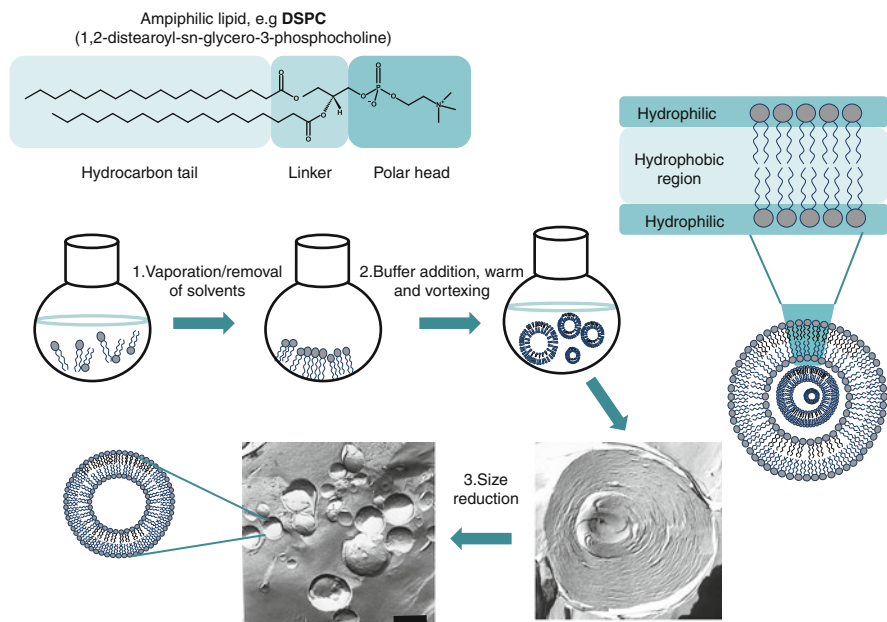 Ampiphilic lipid, e.g DSPC
(1,2-distearoyl-sn-glycero-3-phosphocholine)
O
O
O
O
H
O
P
O
O-
O
N+
Hydrocarbon tail
Linker
Polar head
Hydrophilic
Hydrophobic
region
Hydrophilic
1.Vaporation/removal
of solvents
2.Buffer addition, warm
and vortexing
3.Size
reduction